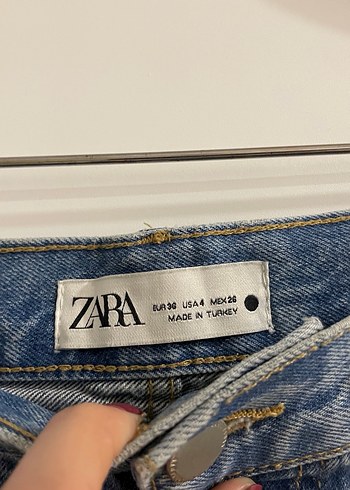 ZARA
EUR 36 USA 4 MEX 26
MADE IN TURKEY